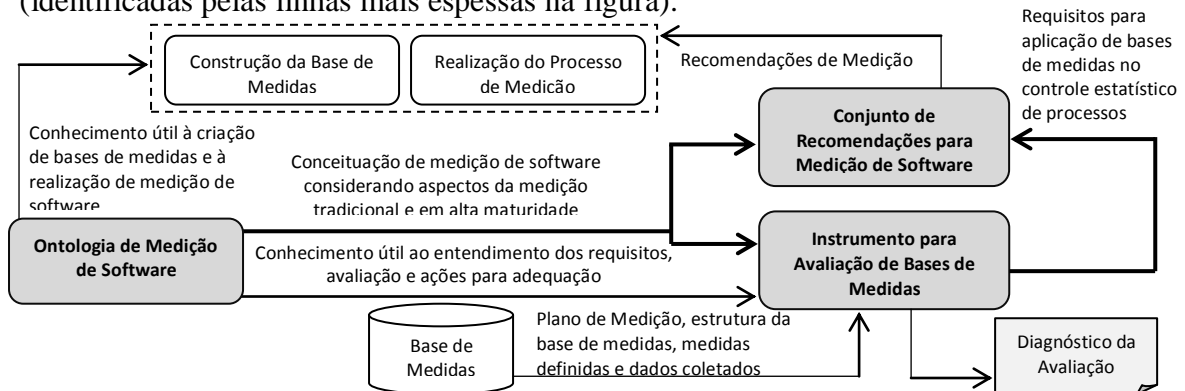 (identificadas pelas linhas mais espessas na figura).
Construção da Base de
Medidas
Realização do Processo
de Medição
Recomendações de Medição
Requisitos para
aplicação de bases
de medidas no
controle estatístico
de processos
Conhecimento útil à criação
de bases de medidas e à
realização de medição de
software
Conceituação de medição de software
considerando aspectos da medição
tradicional e em alta maturidade
Conjunto de
Recomendações para
Medição de Software
Ontologia de Medição
de Software
Conhecimento útil ao entendimento dos requisitos,
avaliação e ações para adequação
Instrumento para
Avaliação de Bases de
Medidas
Base de
Medidas
Plano de Medição, estrutura da
base de medidas, medidas
definidas e dados coletados
Diagnóstico da
Avaliação